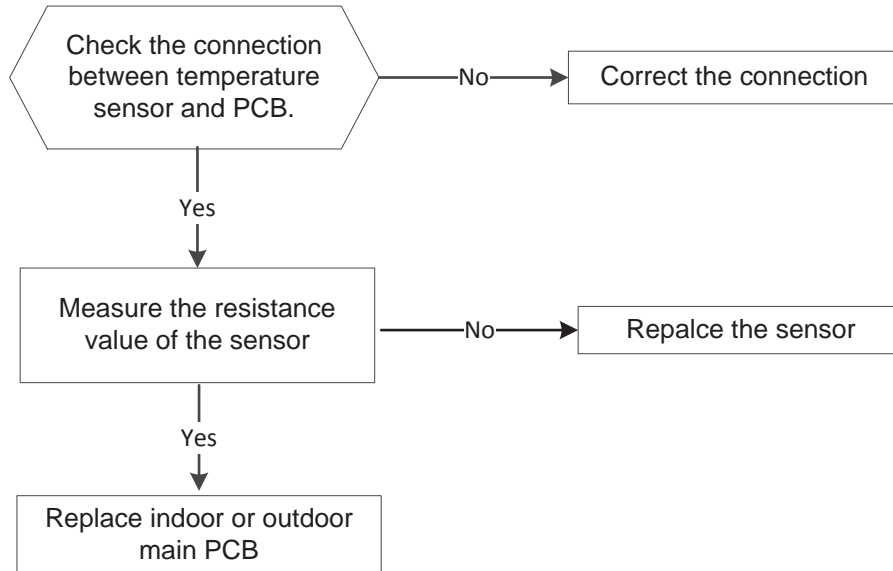 Check the connection
between temperature
sensor and PCB.
No
Correct the connection
Yes
Measure the resistance
value of the sensor
No
Repalce the sensor
Yes
Replace indoor or outdoor
main PCB